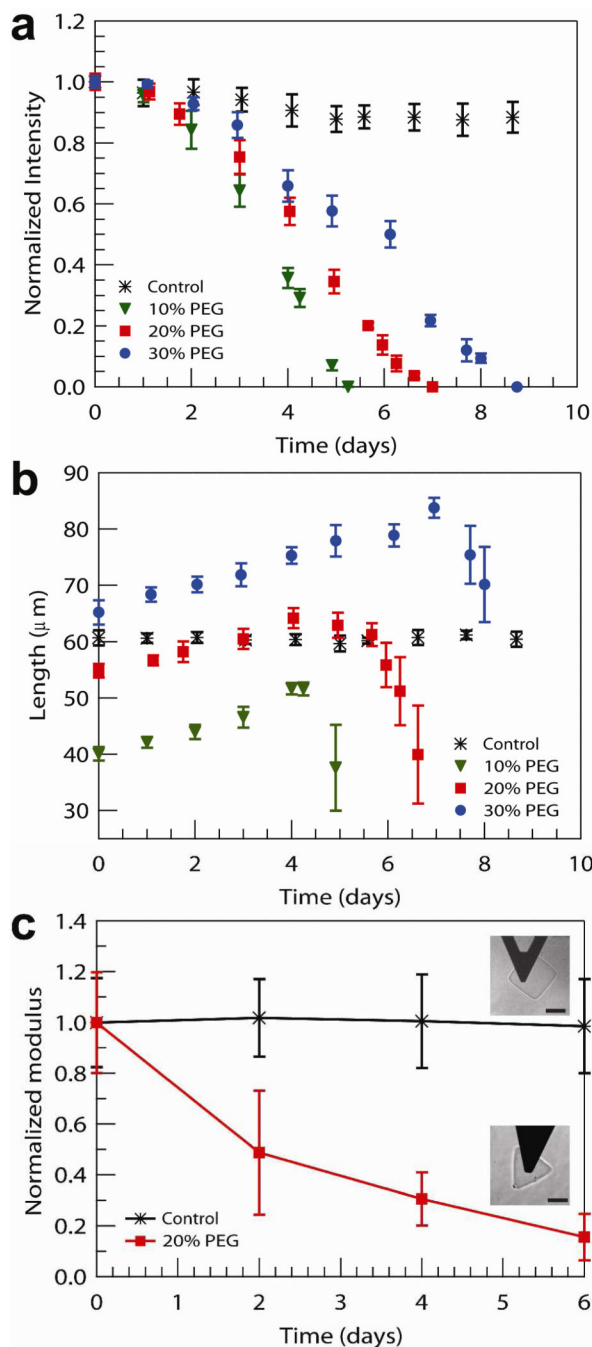 a
1.0
0.8
0.6
0.4
0.2
0.0
Normalized Intensity
Control
10% PEG
20% PEG
30% PEG
0 2 4 6 8 10
Time (days)
b
90
80
70
60
50
40
30
Length (μm)
Control
10% PEG
20% PEG
30% PEG
0 2 4 6 8 10
Time (days)
c
1.4
1.2
1.0
0.8
0.6
0.4
0.2
0.0
Normalized modulus
Control
20% PEG
0 1 2 3 4 5 6
Time (days)